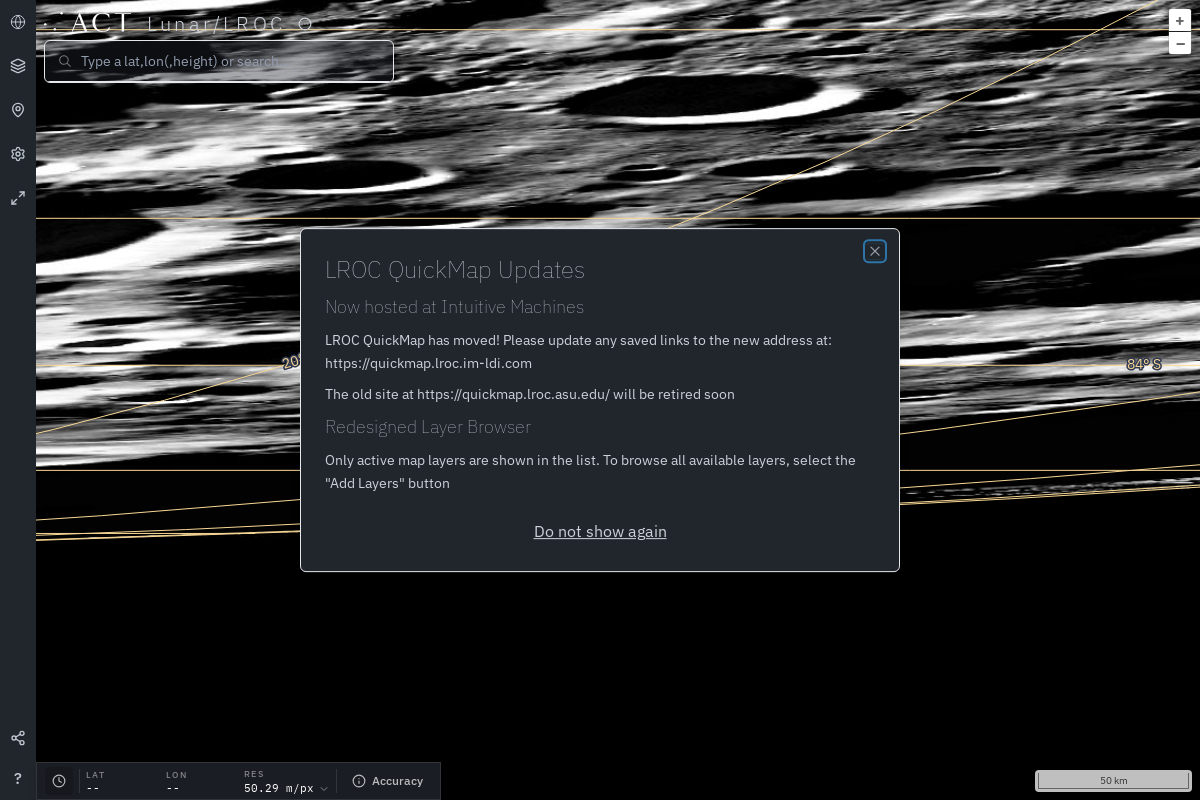 ACT Lunar/LROC
Type a lat,lon(,height) or search
+
−
LROC QuickMap Updates
Now hosted at Intuitive Machines
LROC QuickMap has moved! Please update any saved links to the new address at:
https://quickmap.lroc.im-ldi.com
The old site at https://quickmap.lroc.asu.edu/ will be retired soon
Redesigned Layer Browser
Only active map layers are shown in the list. To browse all available layers, select the
"Add Layers" button
Do not show again
20°
84° S
?
LAT
--
LON
--
RES
50.29 m/px
Accuracy
50 km